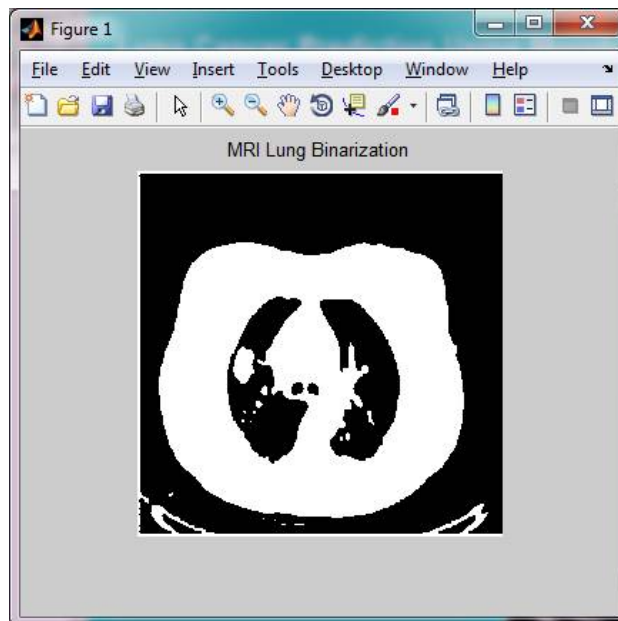 Figure 1
File Edit View Insert Tools Desktop Window Help
MRI Lung Binarization